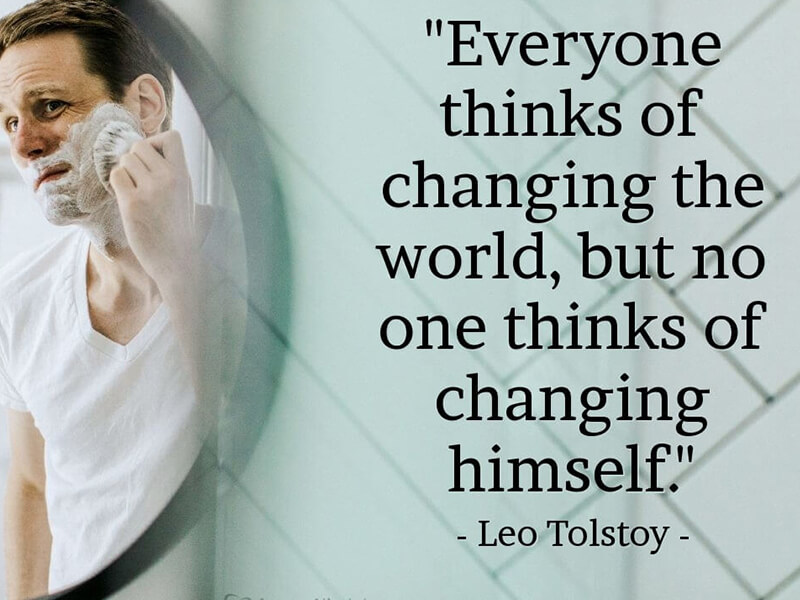 "Everyone
thinks of
changing the
world, but no
one thinks of
changing
himself."
- Leo Tolstoy -